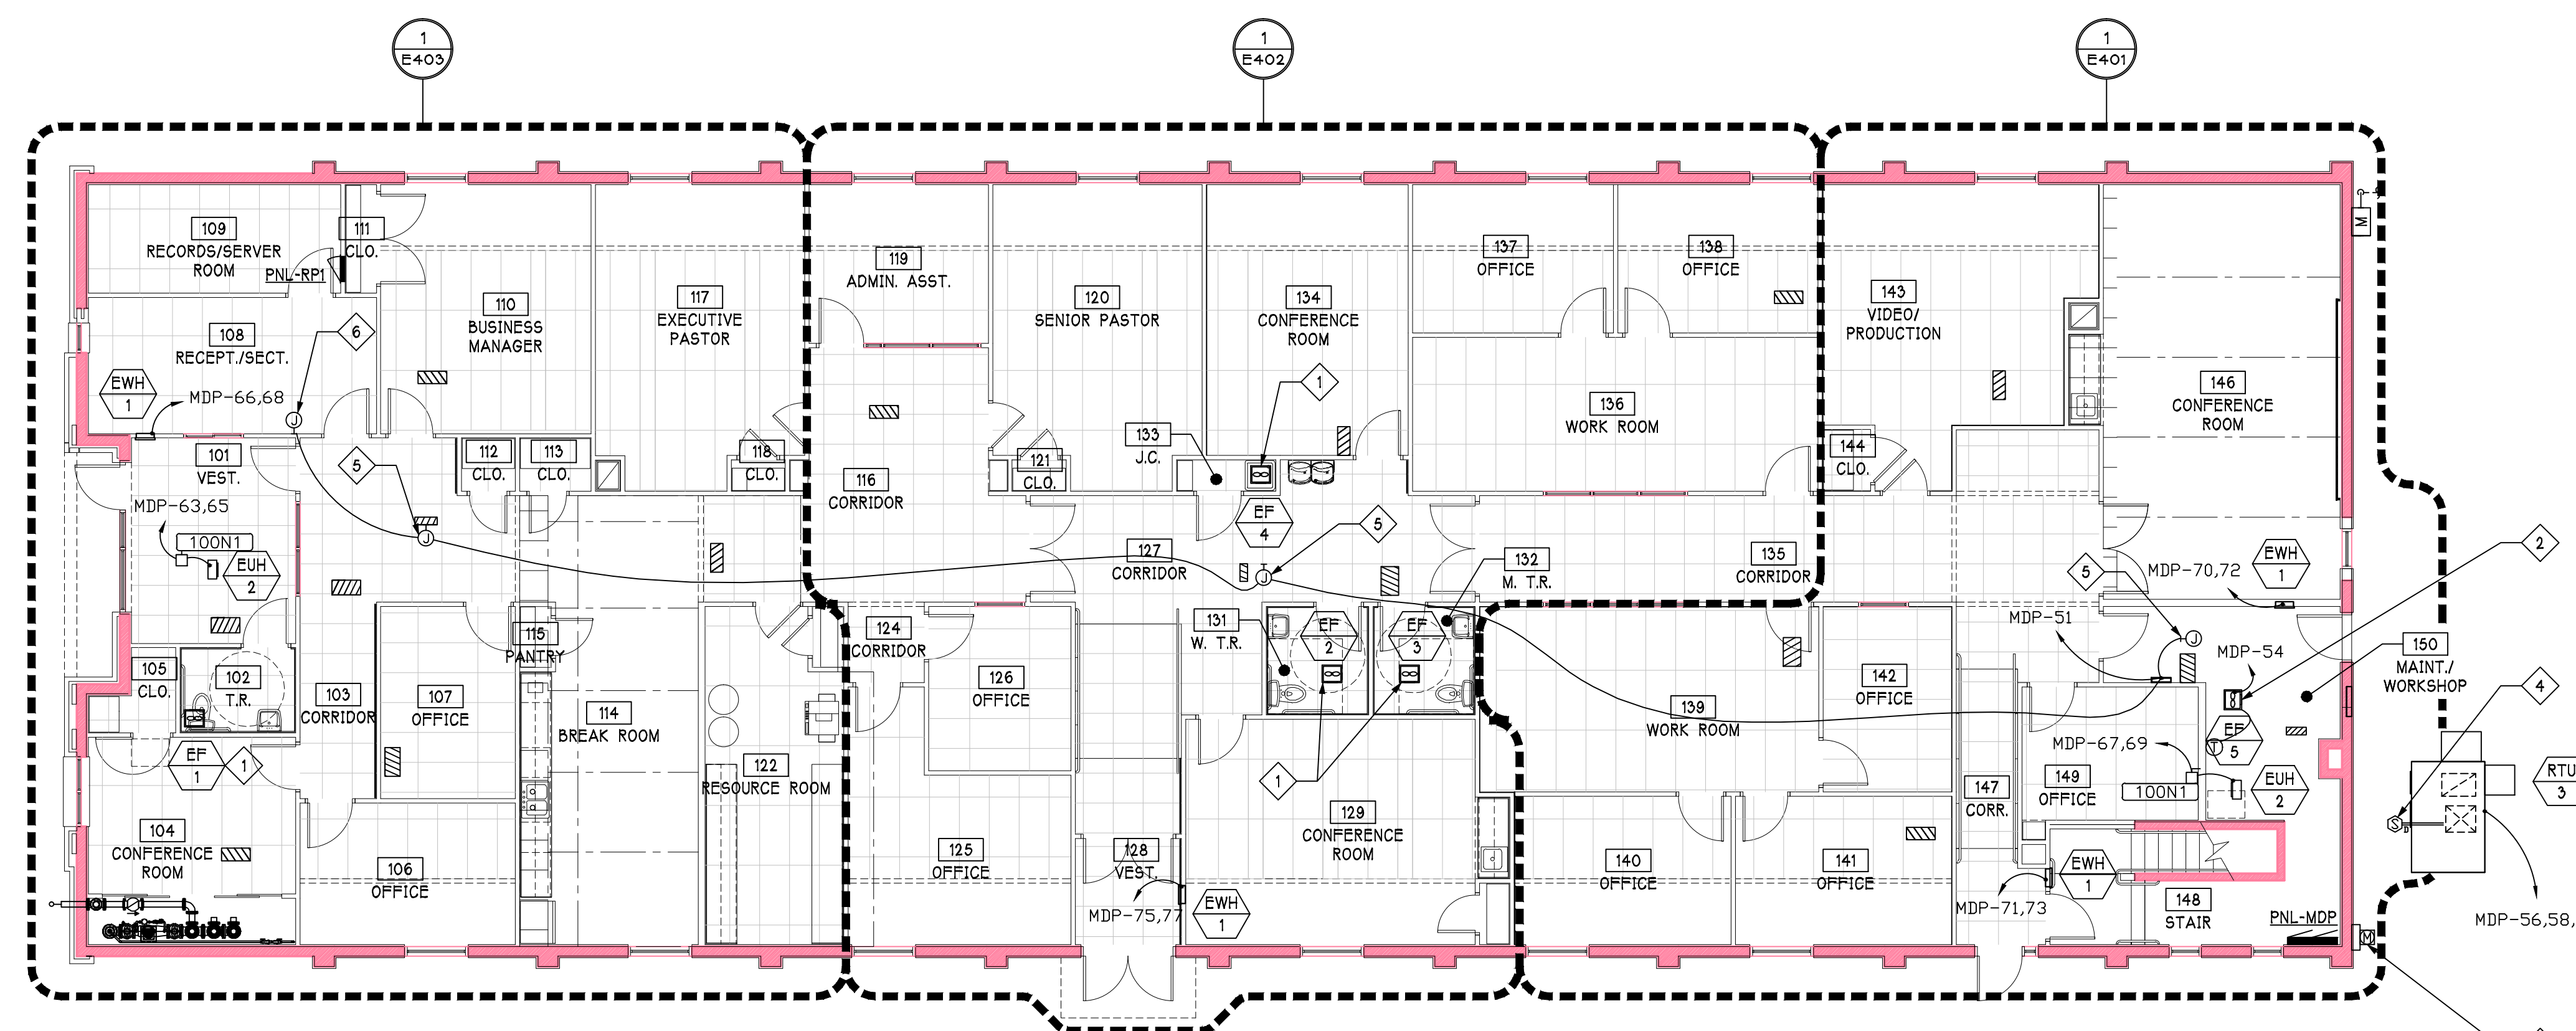 1
E403
1
E402
1
E401
109
RECORDS/SERVER
ROOM
PNL-RP1
111
CLO.
110
BUSINESS
MANAGER
117
EXECUTIVE
PASTOR
119
ADMIN. ASST.
120
SENIOR PASTOR
134
CONFERENCE
ROOM
137
OFFICE
138
OFFICE
143
VIDEO/
PRODUCTION
146
CONFERENCE
ROOM
M
108
RECEPT./SECT.
6
EWH
1
MDP-66,68
J
1
136
WORK ROOM
101
VEST.
5
112
CLO.
113
CLO.
118
CLO.
116
CORRIDOR
121
CLO.
133
J.C.
144
CLO.
MDP-63,65
100N1
EUH
2
J
EF
4
5
127
CORRIDOR
J
132
M. T.R.
135
CORRIDOR
5
MDP-70,72
EWH
1
2
105
CLO.
102
T.R.
103
CORRIDOR
107
OFFICE
115
PANTRY
114
BREAK ROOM
124
CORRIDOR
126
OFFICE
131
W. T.R.
EF
2
EF
3
139
WORK ROOM
142
OFFICE
MDP-51
J
MDP-54
150
MAINT./
WORKSHOP
4
EF
1
1
122
RESOURCE ROOM
1
MDP-67,69
T
EF
5
149
OFFICE
100N1
EUH
2
RTU
3
104
CONFERENCE
ROOM
106
OFFICE
125
OFFICE
128
VEST.
129
CONFERENCE
ROOM
140
OFFICE
141
OFFICE
147
CORR.
EWH
1
S
D
MDP-75,77
EWH
1
MDP-71,73
148
STAIR
PNL-MDP
M
MDP-56,58,